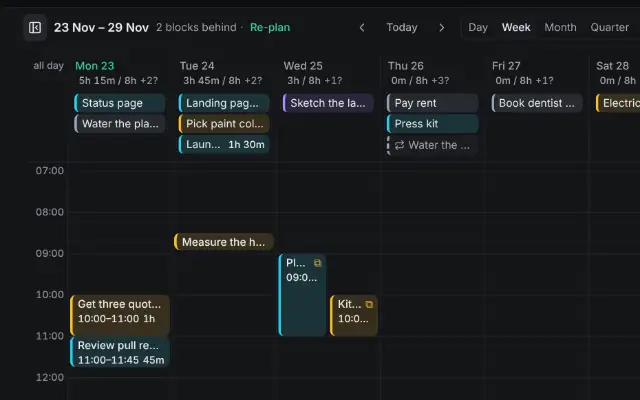 23 Nov – 29 Nov 2 blocks behind · Re-plan Today Day Week Month Quarter
all day Mon 23 Tue 24 Wed 25 Thu 26 Fri 27 Sat 28
5h 15m / 8h +2? 3h 45m / 8h +2? 3h / 8h +1? 0m / 8h +3? 0m / 8h +1? 0m / 8h
Status page Landing pag... Sketch the la... Pay rent Book dentist ... Electric
Water the pla... Pick paint col... Press kit
Laun... 1h 30m Water the ...
07:00
08:00
Measure the h...
09:00
Pl...
09:0...
10:00
Get three quot... Kit...
10:00–11:00 1h 10:0...
11:00
Review pull re...
11:00–11:45 45m
12:00